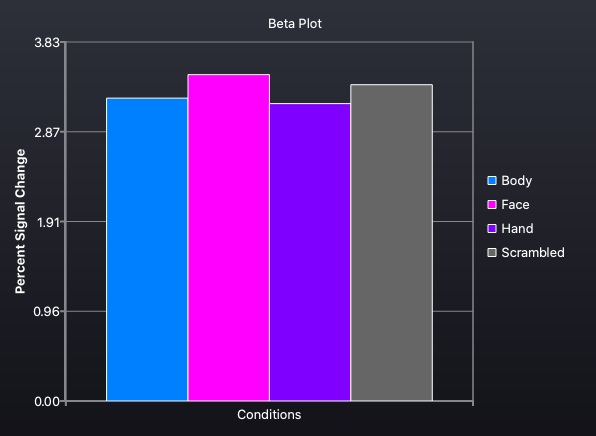 Beta Plot
3.83
2.87
1.91
0.96
0.00
Percent Signal Change
Conditions
Body
Face
Hand
Scrambled